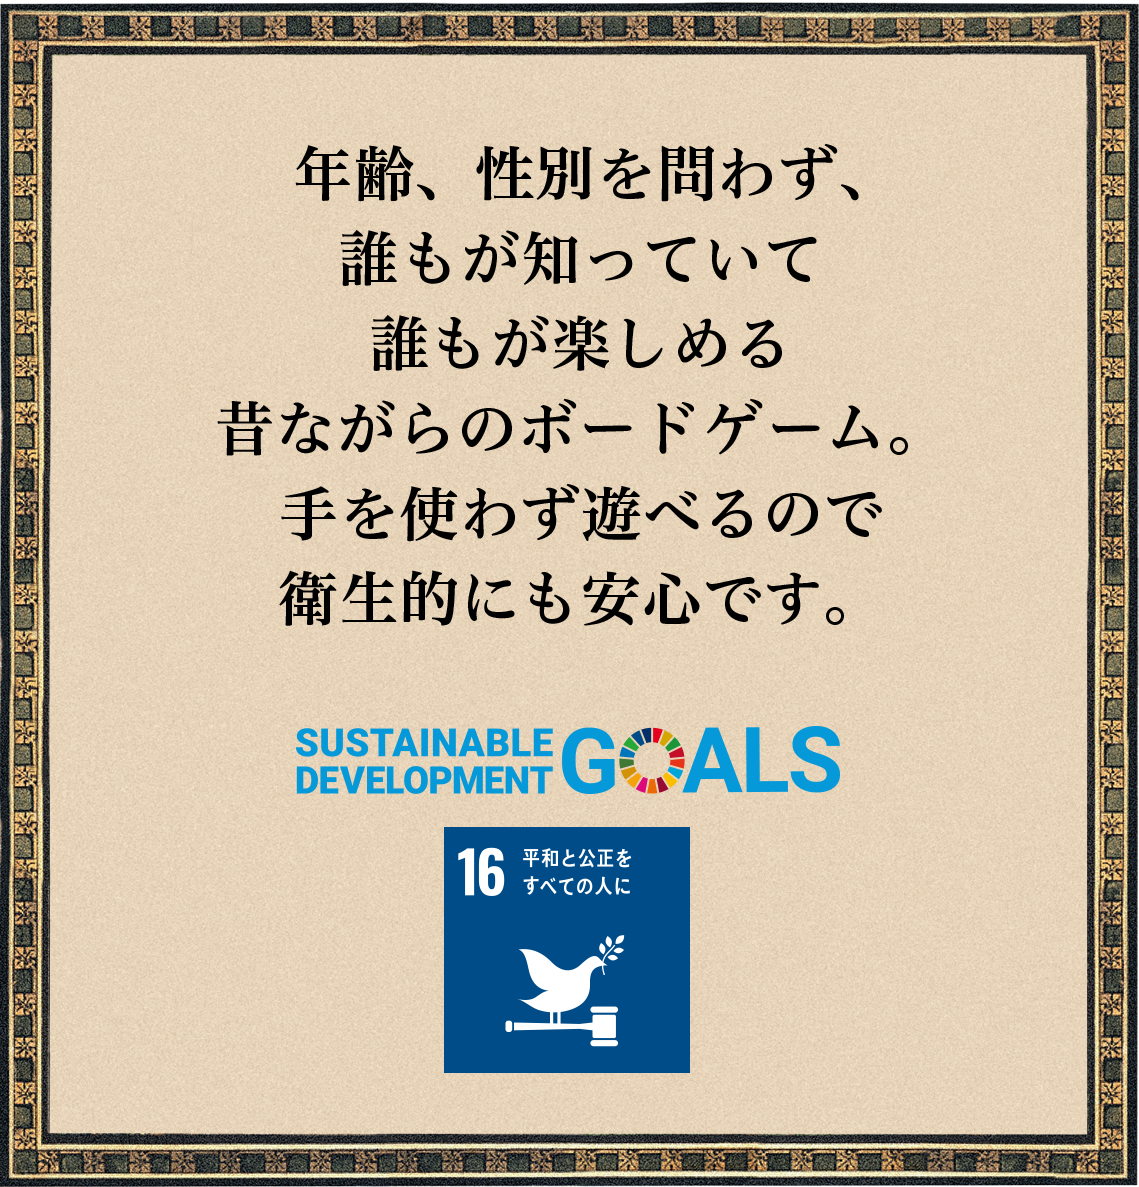 年齢、性別を問わず、
誰もが知っていて
誰もが楽しめる
昔ながらのボードゲーム。
手を使わず遊べるので
衛生的にも安心です。
SUSTAINABLE
DEVELOPMENT
GOALS
16
平和と公正を
すべての人に